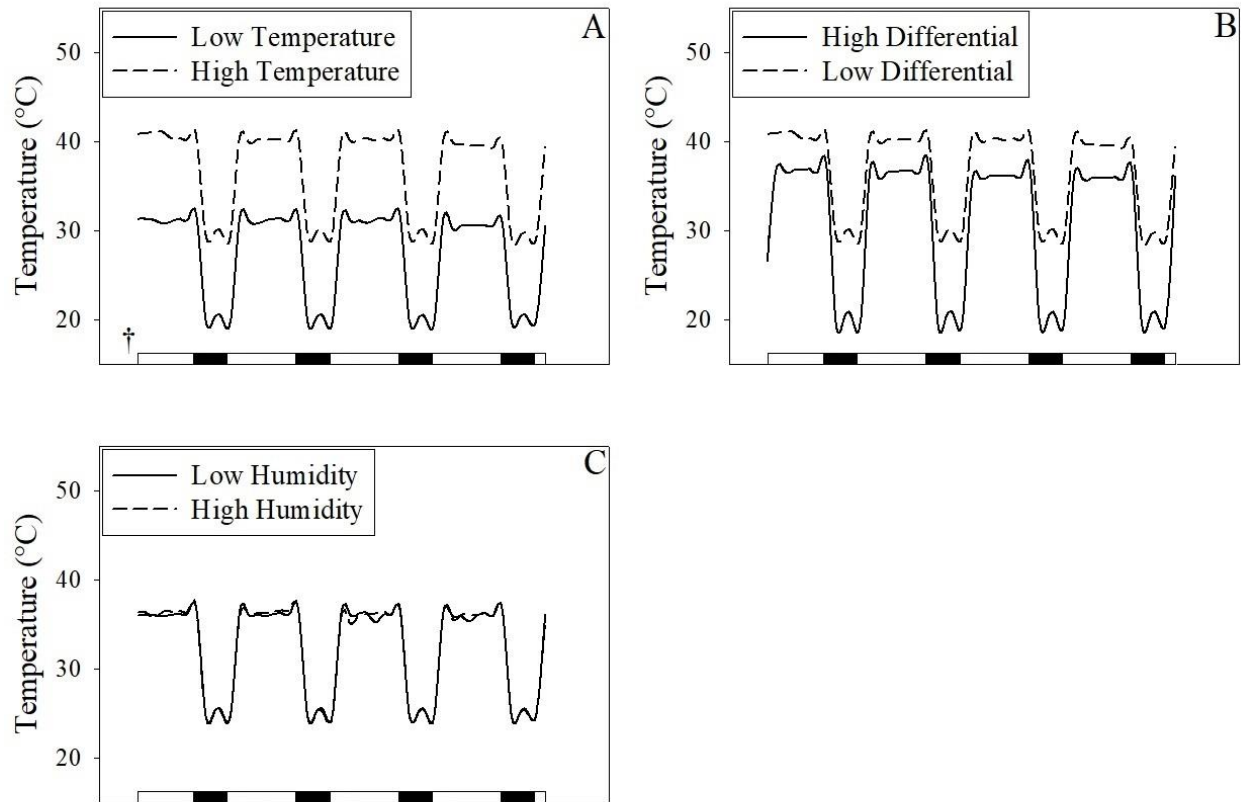 A
Low Temperature
High Temperature
Temperature (°C)
50
40
30
20
†
B
High Differential
Low Differential
Temperature (°C)
50
40
30
20
C
Low Humidity
High Humidity
Temperature (°C)
50
40
30
20